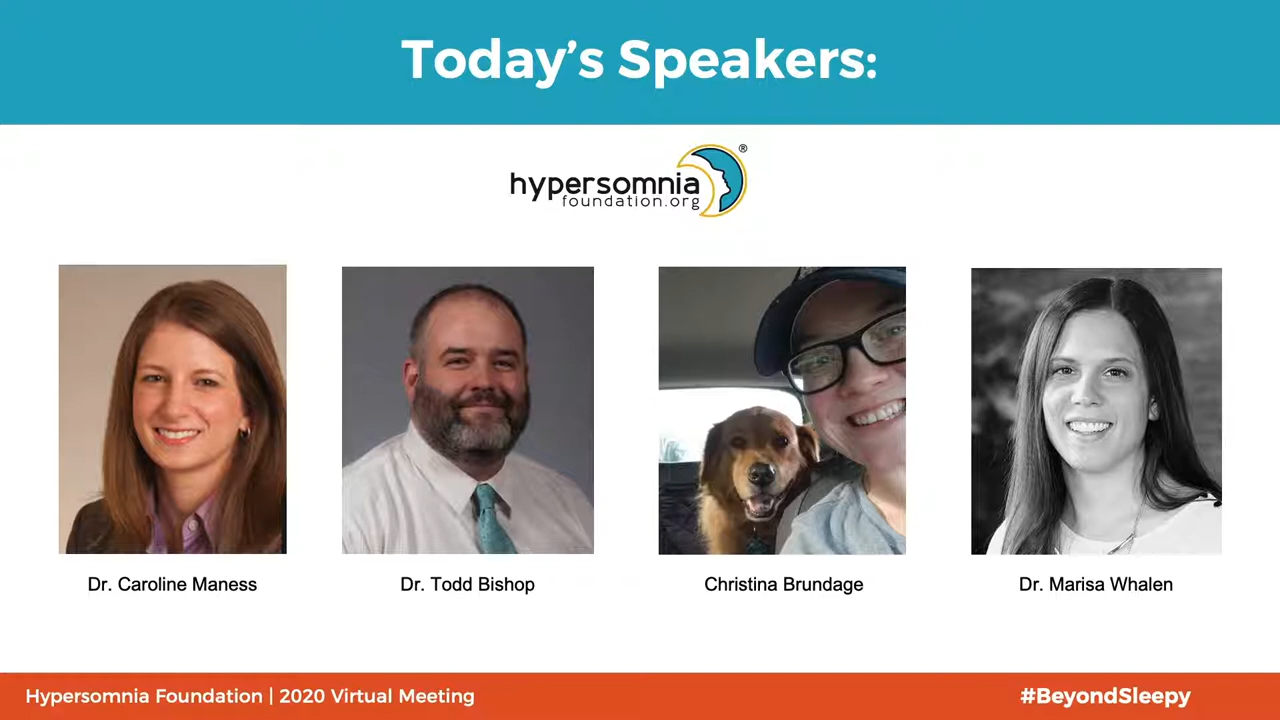 Today's Speakers:
hypersomnia®
foundation.org
Dr. Caroline Maness
Dr. Todd Bishop
Christina Brundage
Dr. Marisa Whalen
Hypersomnia Foundation | 2020 Virtual Meeting
#BeyondSleepy